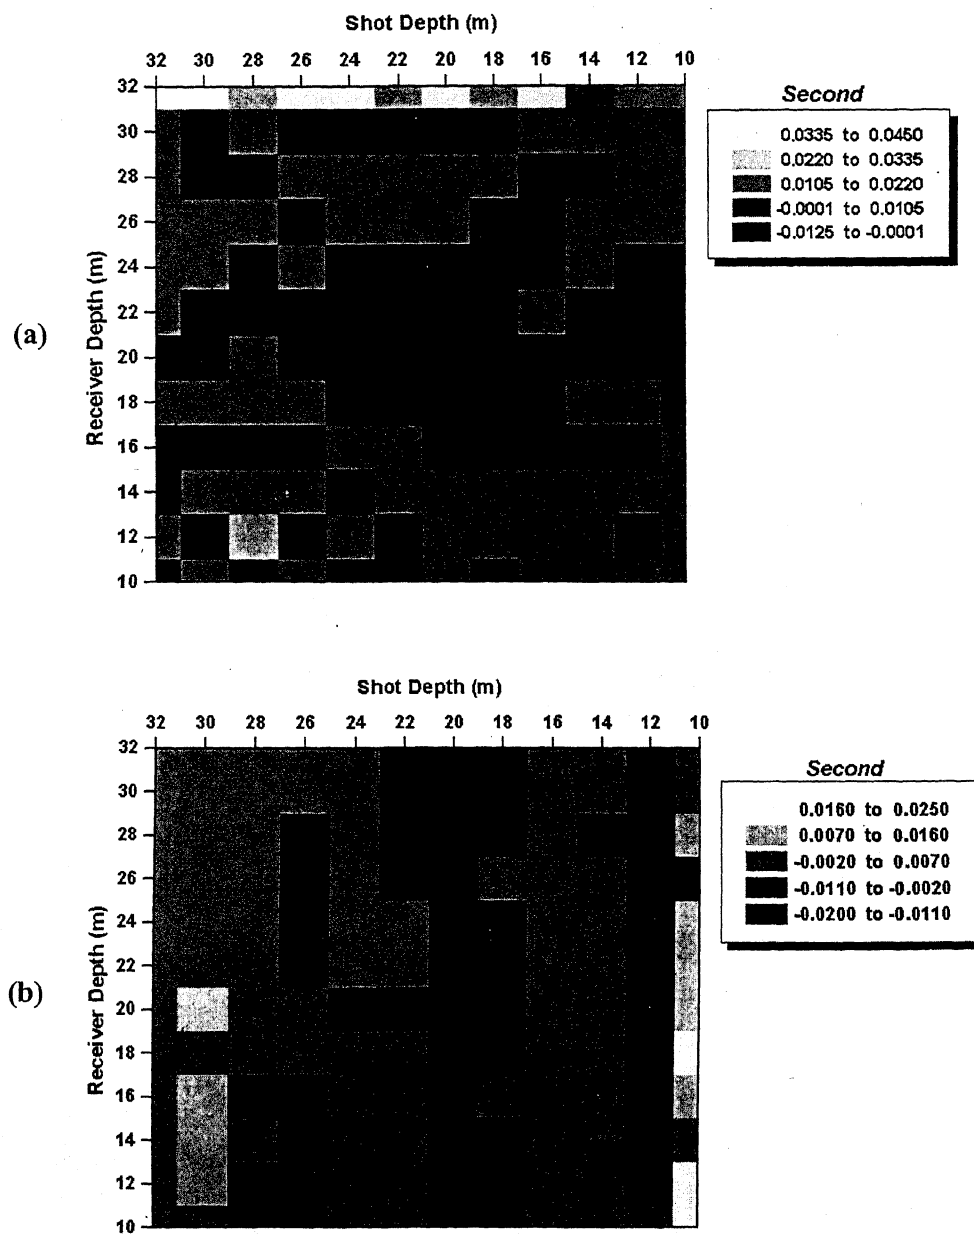 Shot Depth (m)
32 30 28 26 24 22 20 18 16 14 12 10
Second
0.0335 to 0.0450
0.0220 to 0.0335
0.0105 to 0.0220
-0.0001 to 0.0105
-0.0125 to -0.0001
32
30
28
26
24
22
20
18
16
14
12
10
Receiver Depth (m)
(a)
Shot Depth (m)
32 30 28 26 24 22 20 18 16 14 12 10
Second
0.0160 to 0.0250
0.0070 to 0.0160
-0.0020 to 0.0070
-0.0110 to -0.0020
-0.0200 to -0.0110
32
30
28
26
24
22
20
18
16
14
12
10
Receiver Depth (m)
(b)